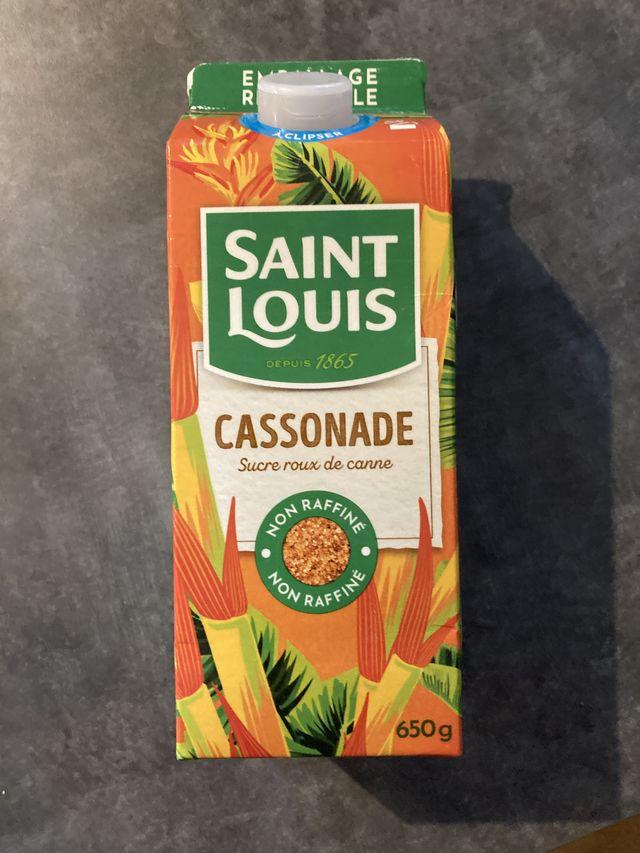 À CLIPSER
SAINT
LOUIS
DEPUIS 1865
CASSONADE
Sucre roux de canne
NON RAFFINÉ
NON RAFFINÉ
650g